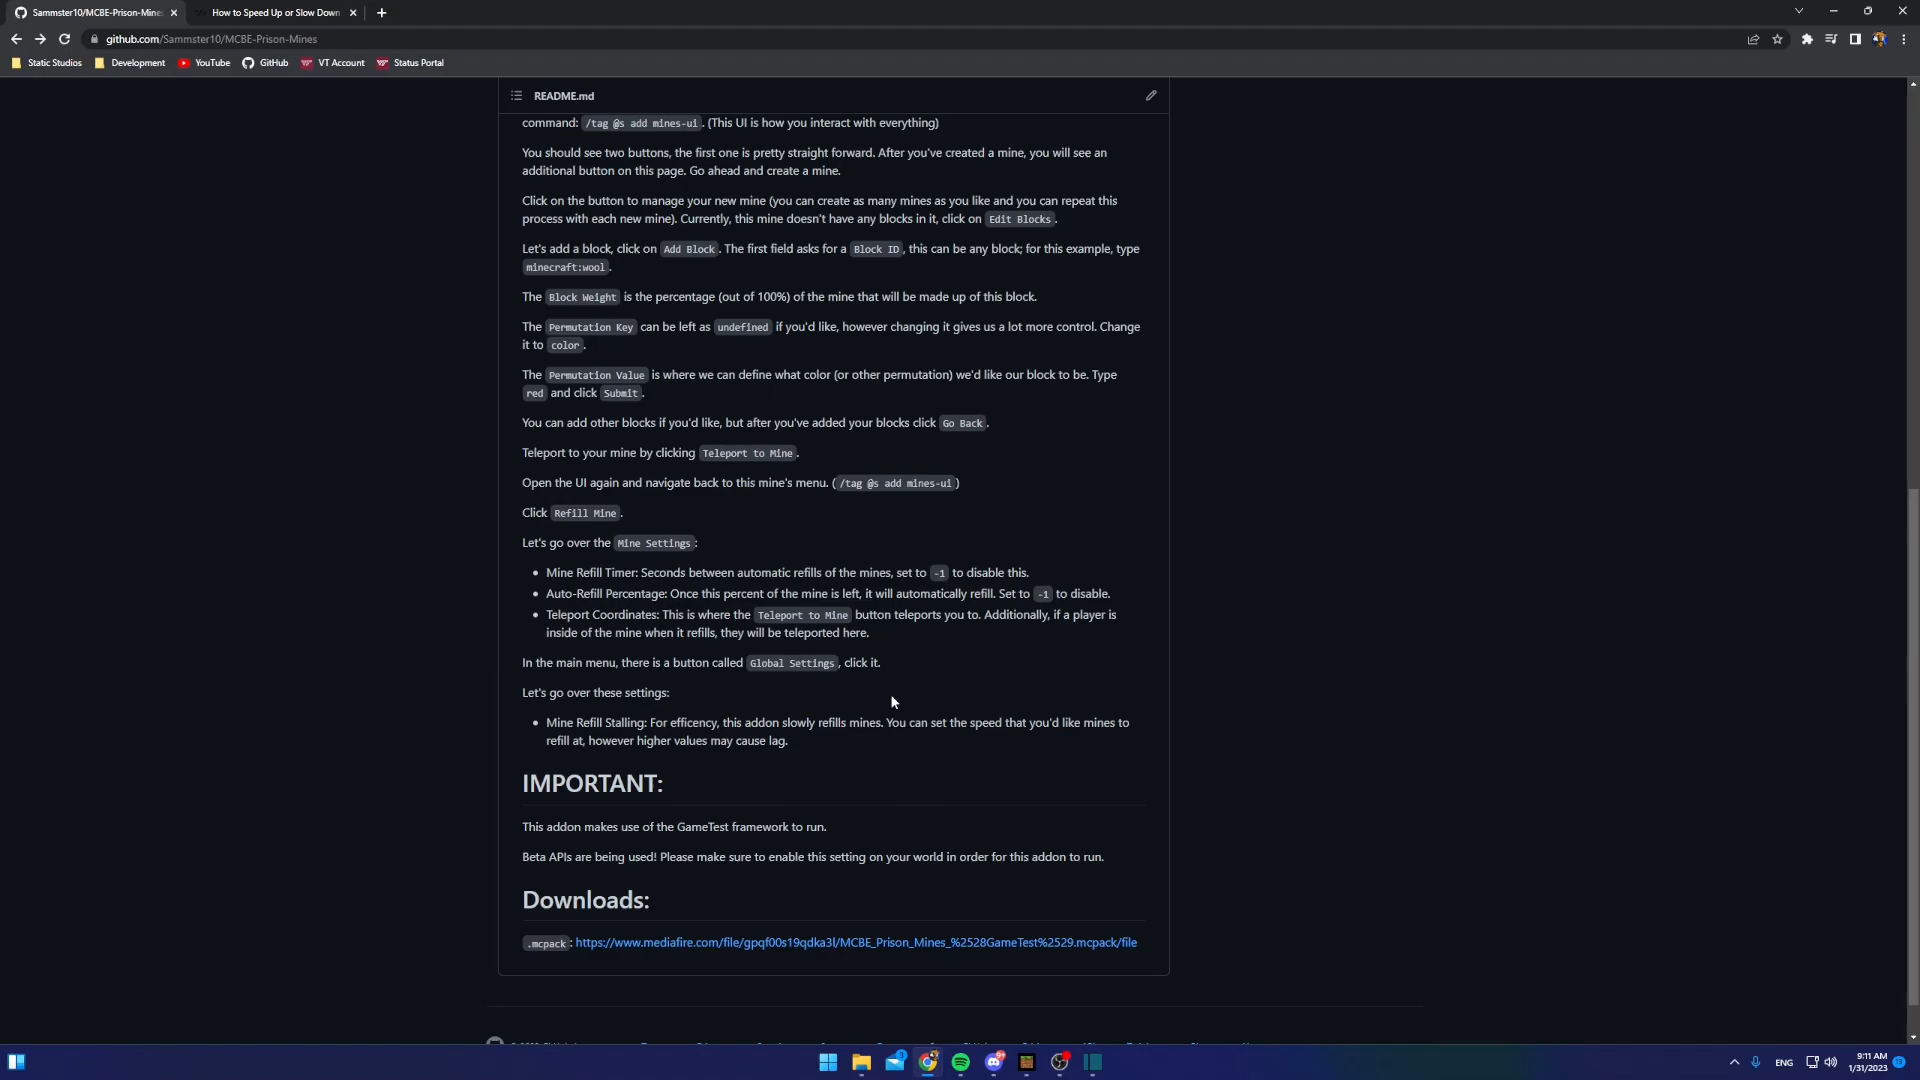 Sammster10/MCBE-Prison-Mine
How to Speed Up or Slow Down
github.com/Sammster10/MCBE-Prison-Mines
Static Studios
Development
YouTube
GitHub
VT Account
Status Portal
README.md
command: /tag @s add mines-ui . (This UI is how you interact with everything)
You should see two buttons, the first one is pretty straight forward. After you've created a mine, you will see an
additional button on this page. Go ahead and create a mine.
Click on the button to manage your new mine (you can create as many mines as you like and you can repeat this
process with each new mine). Currently, this mine doesn't have any blocks in it, click on Edit Blocks .
Let's add a block, click on Add Block . The first field asks for a Block ID , this can be any block; for this example, type
minecraft:wool .
The Block Weight is the percentage (out of 100%) of the mine that will be made up of this block.
The Permutation Key can be left as undefined if you'd like, however changing it gives us a lot more control. Change
it to color .
The Permutation Value is where we can define what color (or other permutation) we'd like our block to be. Type
red and click Submit .
You can add other blocks if you'd like, but after you've added your blocks click Go Back .
Teleport to your mine by clicking Teleport to Mine .
Open the UI again and navigate back to this mine's menu. ( /tag @s add mines-ui )
Click Refill Mine .
Let's go over the Mine Settings :
• Mine Refill Timer: Seconds between automatic refills of the mines, set to -1 to disable this.
• Auto-Refill Percentage: Once this percent of the mine is left, it will automatically refill. Set to -1 to disable.
• Teleport Coordinates: This is where the Teleport to Mine button teleports you to. Additionally, if a player is
inside of the mine when it refills, they will be teleported here.
In the main menu, there is a button called Global Settings , click it.
Let's go over these settings:
• Mine Refill Stalling: For efficency, this addon slowly refills mines. You can set the speed that you'd like mines to
refill at, however higher values may cause lag.
IMPORTANT:
This addon makes use of the GameTest framework to run.
Beta APIs are being used! Please make sure to enable this setting on your world in order for this addon to run.
Downloads:
.mcpack : https://www.mediafire.com/file/gpqf00s19qdka3l/MCBE_Prison_Mines_%2528GameTest%2529.mcpack/file
ENG
9:11 AM
1/31/2023